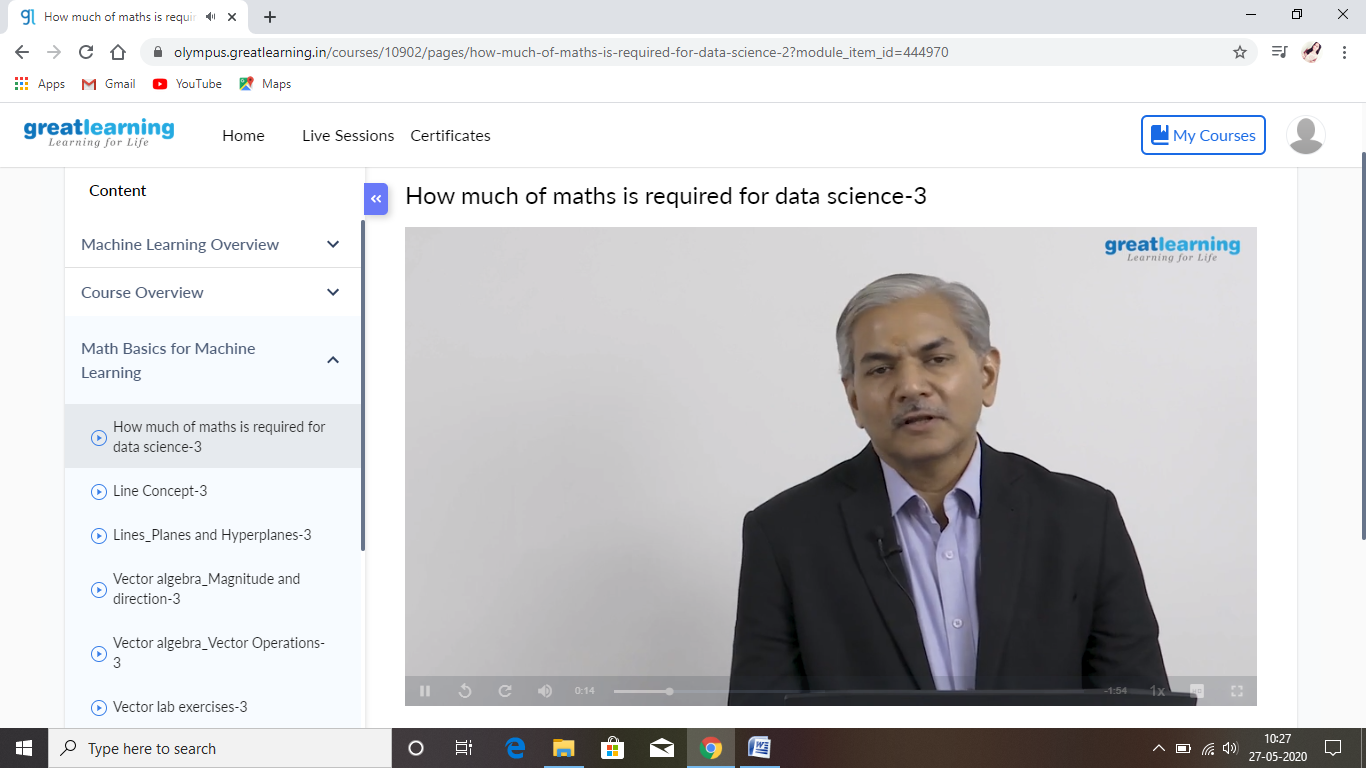 How much of maths is requir
olympus.greatlearning.in/courses/10902/pages/how-much-of-maths-is-required-for-data-science-2?module_item_id=444970
Apps Gmail YouTube Maps
greatlearning
Learning for Life
Home Live Sessions Certificates My Courses
Content
Machine Learning Overview
Course Overview
Math Basics for Machine
Learning
How much of maths is required for
data science-3
Line Concept-3
Lines_Planes and Hyperplanes-3
Vector algebra_Magnitude and
direction-3
Vector algebra_Vector Operations-
3
Vector lab exercises-3
How much of maths is required for data science-3
greatlearning
Learning for Life
0:14 -1:54 1x
Type here to search
10:27
27-05-2020